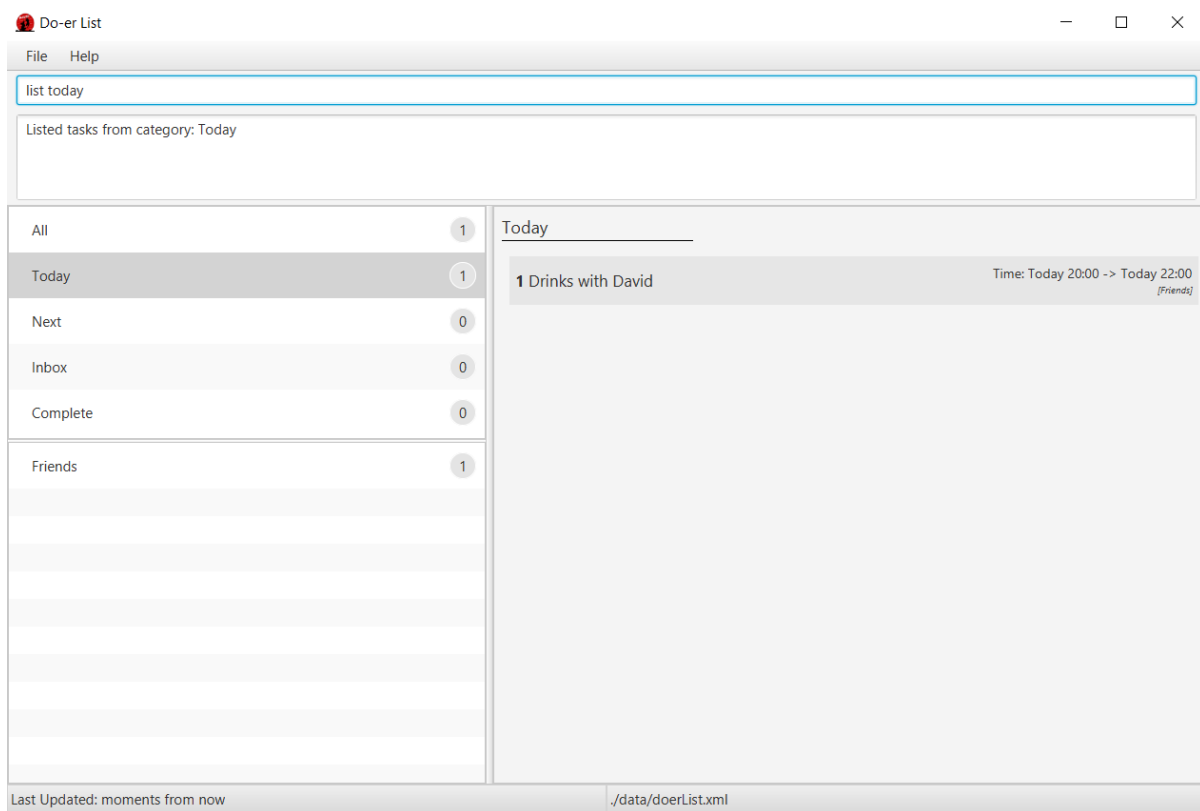 Do-er List
File Help
list today
Listed tasks from category: Today
All 1
Today 1
Next 0
Inbox 0
Complete 0
Friends 1
Today
1 Drinks with David
Time: Today 20:00 -> Today 22:00
[Friends]
Last Updated: moments from now
./data/doerList.xml